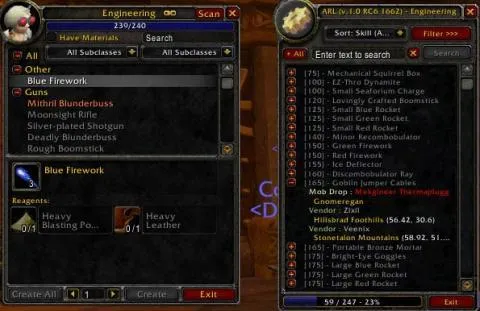 Engineering
Scan
239/240
Have Materials
Search
All Subclasses
All Subclasses
All
Other
Blue Firework
Guns
Mithril Blunderbuss
Moonsight Rifle
Silver-plated Shotgun
Deadly Blunderbuss
Rough Boomstick
Blue Firework
3
Reagents:
0/1
Heavy
Blasting Po...
0/1
Heavy
Leather
Create All
1
Create
Exit
ARL (v.1.0 RC6 1662) - Engineering
Sort: Skill (A...
Filter >>>
+ All
Enter text to search
Search
[75] - Mechanical Squirrel Box
[100] - EZ-Thro Dynamite
[100] - Small Seaforium Charge
[120] - Lovingly Crafted Boomstick
[125] - Small Blue Rocket
[125] - Small Green Rocket
[125] - Small Red Rocket
[140] - Minor Recombobulator
[150] - Green Firework
[150] - Red Firework
[155] - Ice Deflector
[160] - Discombobulator Ray
[165] - Goblin Jumper Cables
Mob Drop : Mekgineer Thermaplugg
Gnomeregan
Vendor : Zixil
Hillsbrad Foothills (56.42, 30.6)
Vendor : Veenix
Stonetalon Mountains (58.92, 51....
[165] - Portable Bronze Mortar
[175] - Bright-Eye Goggles
[175] - Large Blue Rocket
[175] - Large Green Rocket
[175] - Large Red Rocket
59 / 247 - 23%
Exit
Co
<D